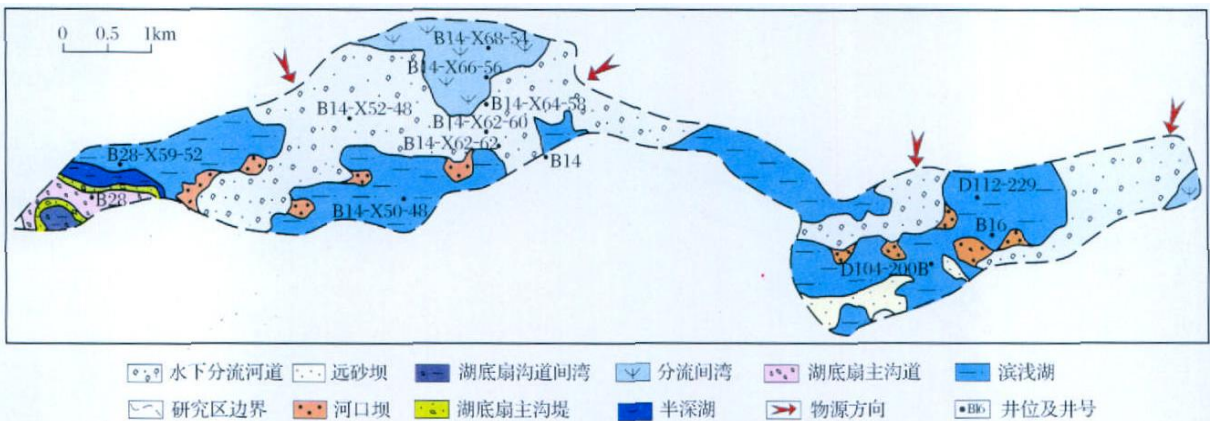 0 0.5 1km
B14-X68-54
B14-X66-56
B14-X52-48
B14-X64-58
B14-X62-60
B14-X62-62
B14
B28-X59-52
B28
B14-X50-48
D112-229
B16
D104-200B
水下分流河道 远砂坝 湖底扇沟道间湾 分流间湾 湖底扇主沟道 滨浅湖
研究区边界 河口坝 湖底扇主沟堤 半深湖 物源方向 B16 井位及井号